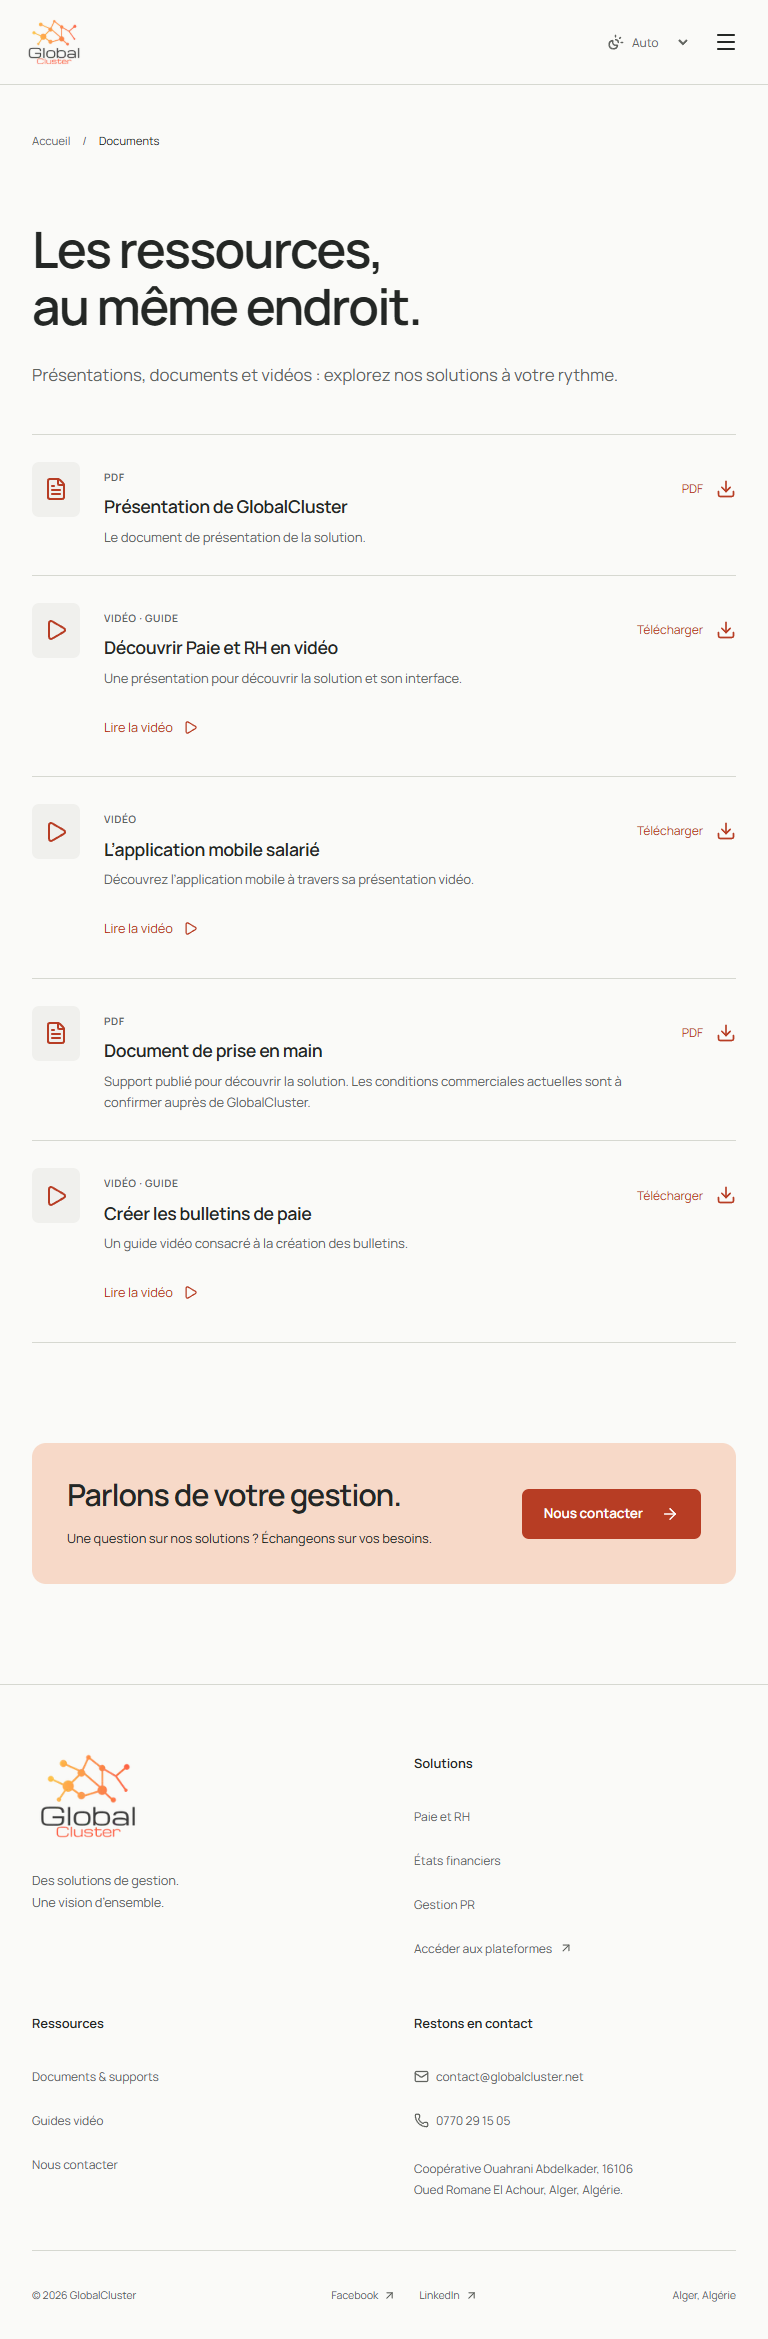 Global
Cluster
Auto
Accueil / Documents
Les ressources,
au même endroit.
Présentations, documents et vidéos : explorez nos solutions à votre rythme.
PDF
Présentation de GlobalCluster
Le document de présentation de la solution.
PDF
VIDÉO · GUIDE
Découvrir Paie et RH en vidéo
Une présentation pour découvrir la solution et son interface.
Lire la vidéo
Télécharger
VIDÉO
L'application mobile salarié
Découvrez l'application mobile à travers sa présentation vidéo.
Lire la vidéo
Télécharger
PDF
Document de prise en main
Support publié pour découvrir la solution. Les conditions commerciales actuelles sont à
confirmer auprès de GlobalCluster.
PDF
VIDÉO · GUIDE
Créer les bulletins de paie
Un guide vidéo consacré à la création des bulletins.
Lire la vidéo
Télécharger
Parlons de votre gestion.
Une question sur nos solutions ? Échangeons sur vos besoins.
Nous contacter
Global
Cluster
Des solutions de gestion.
Une vision d'ensemble.
Solutions
Paie et RH
États financiers
Gestion PR
Accéder aux plateformes
Ressources
Documents & supports
Guides vidéo
Nous contacter
Restons en contact
contact@globalcluster.net
0770 29 15 05
Coopérative Ouahrani Abdelkader, 16106
Oued Romane El Achour, Alger, Algérie.
© 2026 GlobalCluster
Facebook
LinkedIn
Alger, Algérie